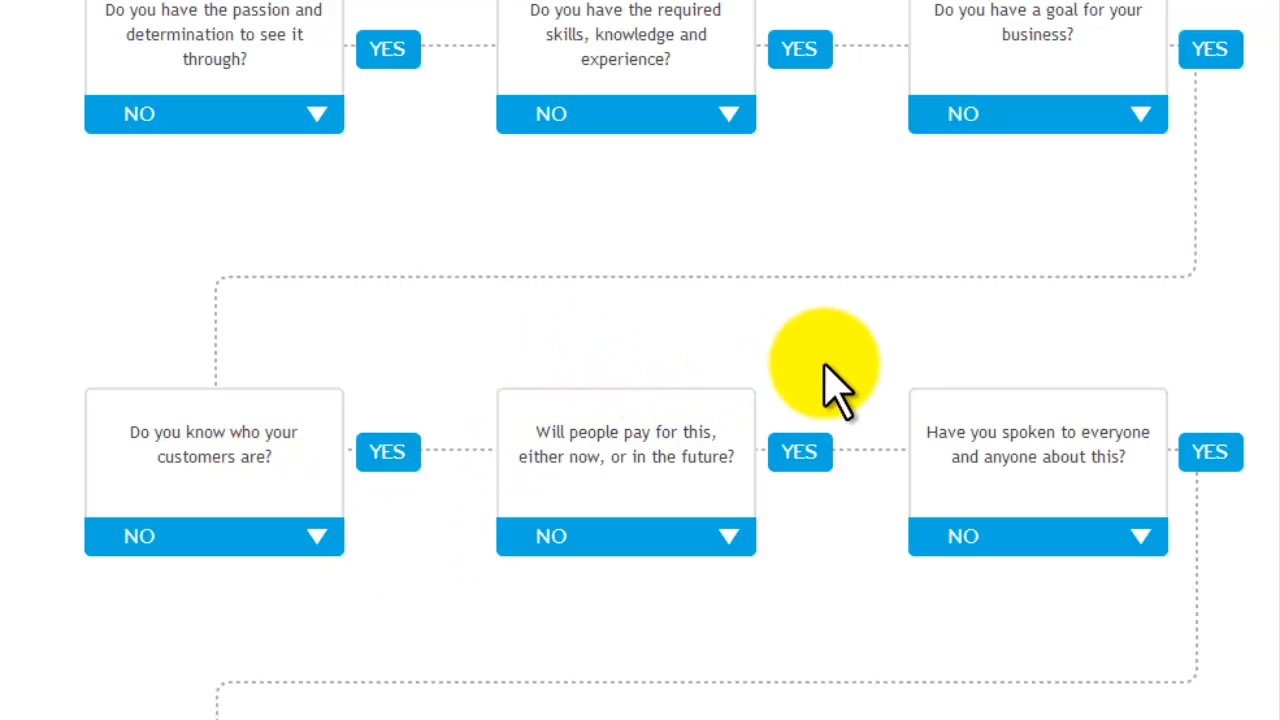 Do you have the passion and
determination to see it
through?
YES
NO
Do you have the required
skills, knowledge and
experience?
YES
NO
Do you have a goal for your
business?
YES
NO
Do you know who your
customers are?
YES
NO
Will people pay for this,
either now, or in the future?
YES
NO
Have you spoken to everyone
and anyone about this?
YES
NO